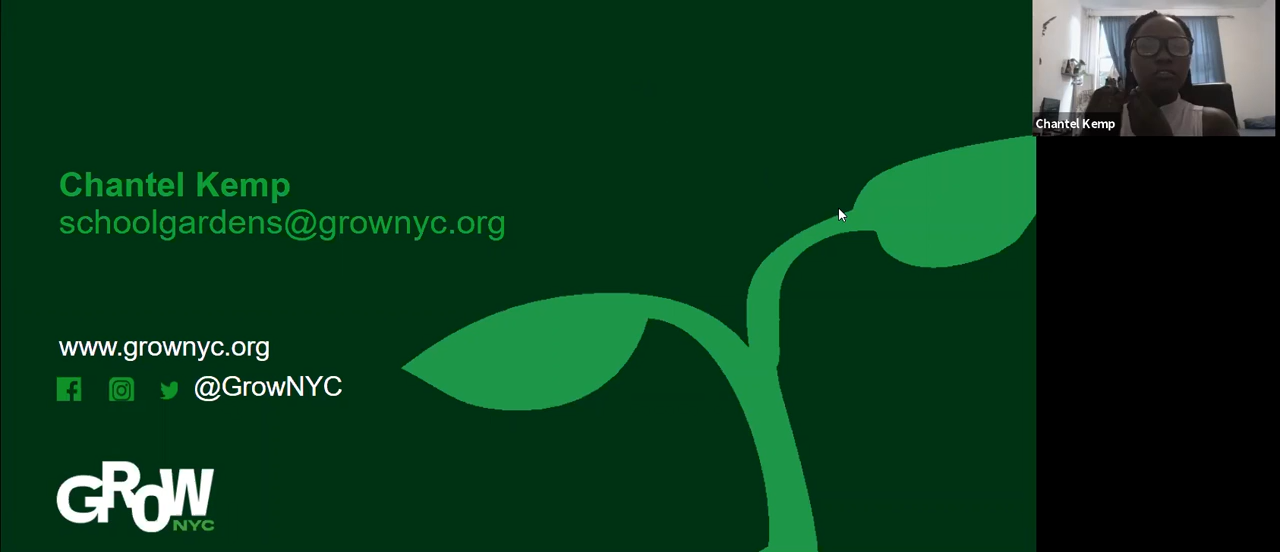 Chantel Kemp
schoolgardens@grownyc.org
www.grownyc.org
@GrowNYC
GROW
NYC
Chantel Kemp